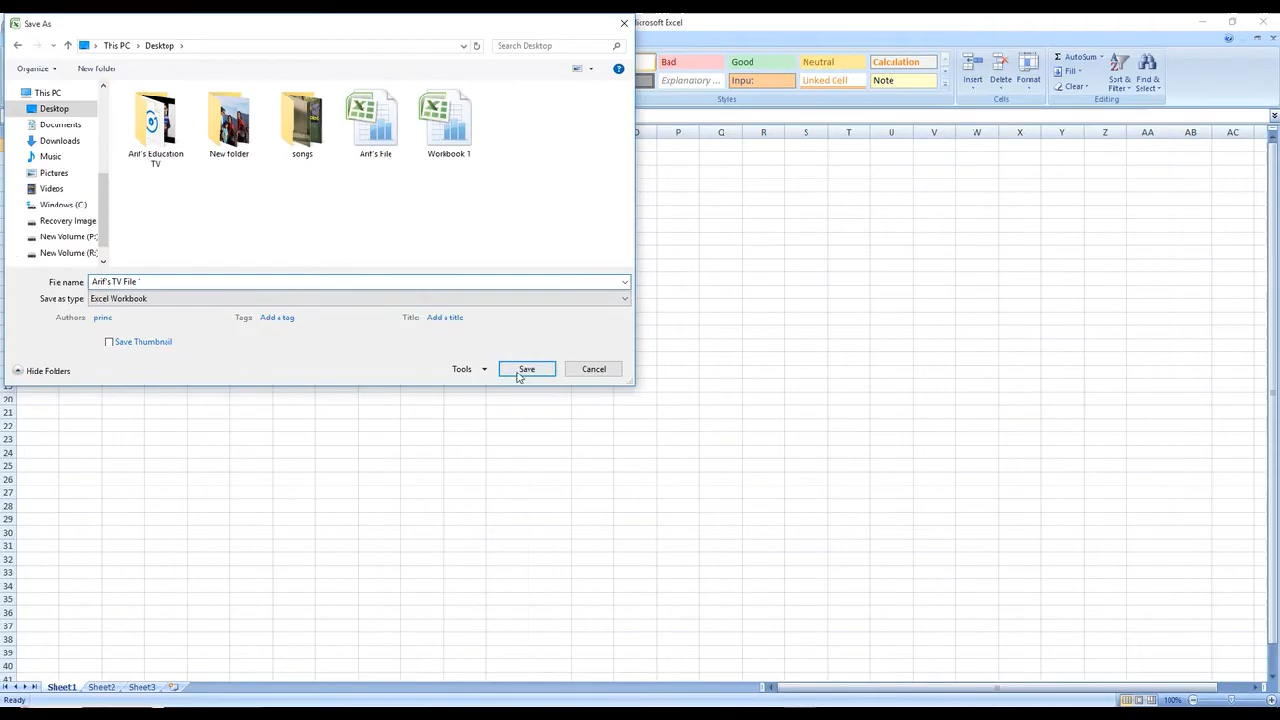 Save As
Microsoft Excel
This PC
Desktop
Search Desktop
Organize
New folder
This PC
Desktop
Documents
Downloads
Music
Pictures
Videos
Windows (C:)
Recovery Image
New Volume (P:)
New Volume (R:)
Arif's Education TV
New folder
songs
Arif's File
Workbook 1
File name
Arif's TV File '
Save as type
Excel Workbook
Authors
princ
Tags
Add a tag
Title
Add a title
Save Thumbnail
Hide Folders
Tools
Save
Cancel
Bad
Good
Neutral
Calculation
Explanatory ...
Input
Linked Cell
Note
Styles
Insert
Delete
Format
Cells
Σ AutoSum
Fill
Clear
Sort & Filter
Find & Select
Editing
P Q R S T U V W X Y Z AA AB AC
20
21
22
23
24
25
26
27
28
29
30
31
32
33
34
35
36
37
38
39
40
41
Sheet1 Sheet2 Sheet3
Ready
100%